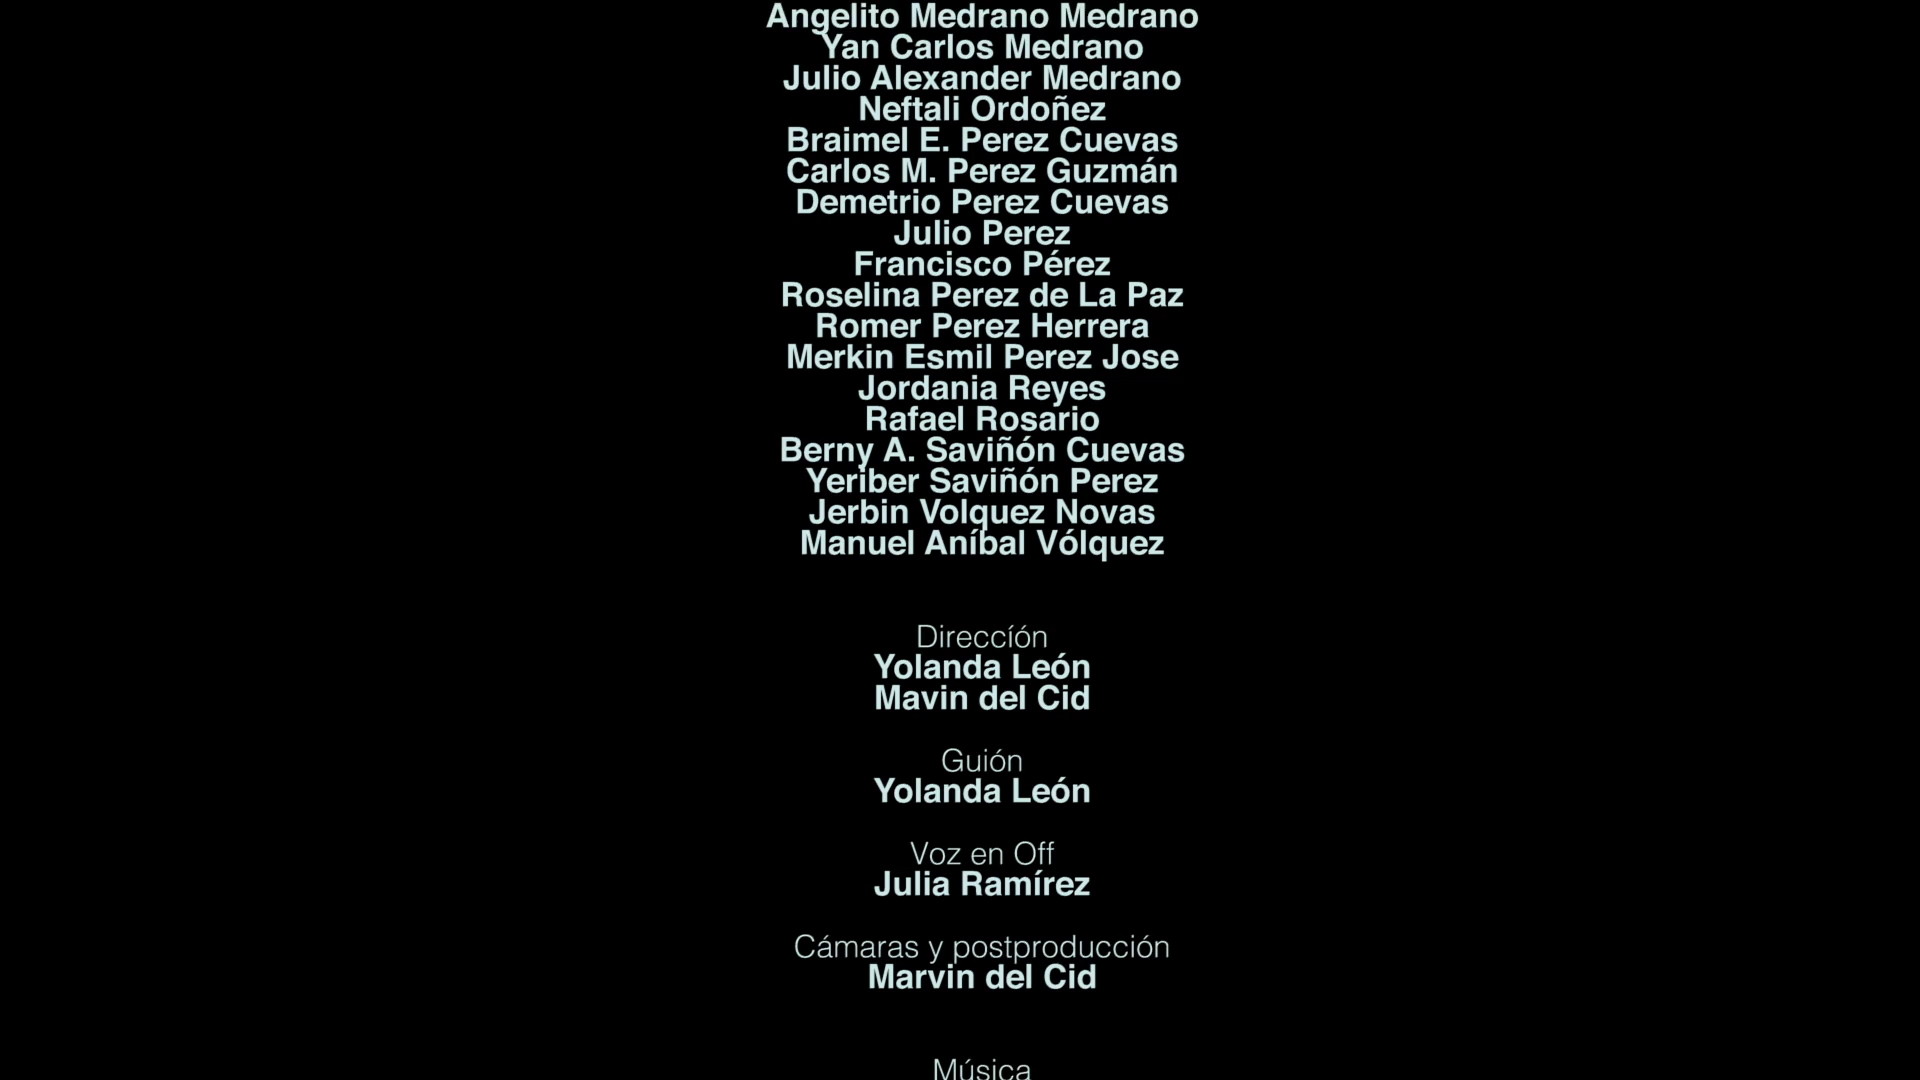 Angelito Medrano Medrano
Yan Carlos Medrano
Julio Alexander Medrano
Neftali Ordoñez
Braimel E. Perez Cuevas
Carlos M. Perez Guzmán
Demetrio Perez Cuevas
Julio Perez
Francisco Pérez
Roselina Perez de La Paz
Romer Perez Herrera
Merkin Esmil Perez Jose
Jordania Reyes
Rafael Rosario
Berny A. Saviñón Cuevas
Yeriber Saviñón Perez
Jerbin Volquez Novas
Manuel Aníbal Vólquez
Direccíón
Yolanda León
Mavin del Cid
Guión
Yolanda León
Voz en Off
Julia Ramírez
Cámaras y postproducción
Marvin del Cid
Música